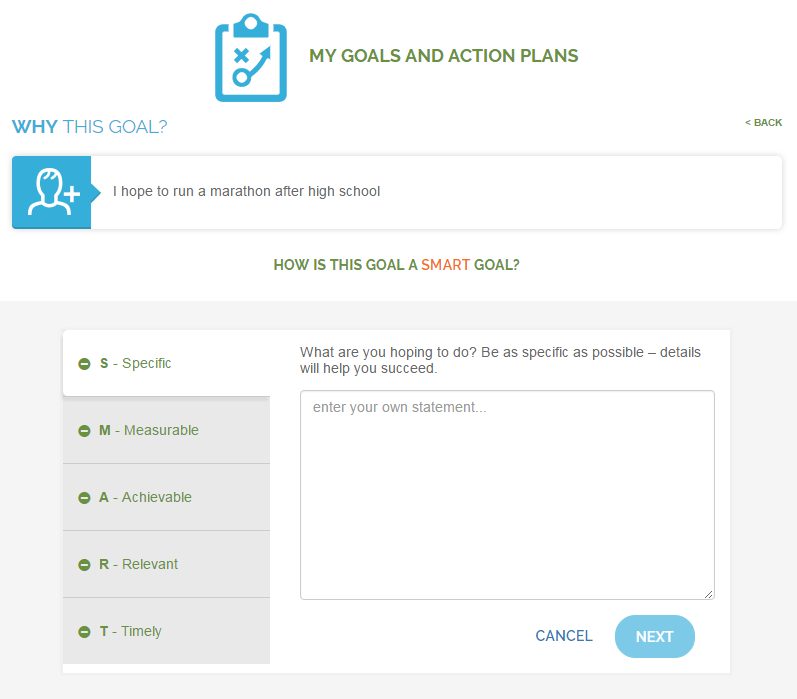 MY GOALS AND ACTION PLANS
WHY THIS GOAL?
< BACK
I hope to run a marathon after high school
HOW IS THIS GOAL A SMART GOAL?
S - Specific
M - Measurable
A - Achievable
R - Relevant
T - Timely
What are you hoping to do? Be as specific as possible – details
will help you succeed.
enter your own statement...
CANCEL
NEXT